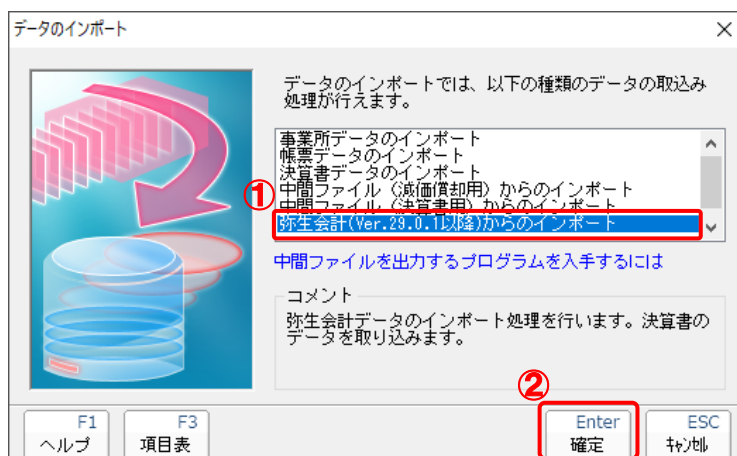 データのインポート
データのインポートでは、以下の種類のデータの取込み
処理が行えます。
事業所データのインポート
帳票データのインポート
決算書データのインポート
中間ファイル（減価償却用）からのインポート
中間ファイル（決算書用）からのインポート
①
弥生会計(Ver.29.0.1以降)からのインポート
中間ファイルを出力するプログラムを入手するには
コメント
弥生会計データのインポート処理を行います。決算書の
データを取り込みます。
②
F1 F3 Enter ESC
ヘルプ 項目表 確定 ｷｬﾝｾﾙ